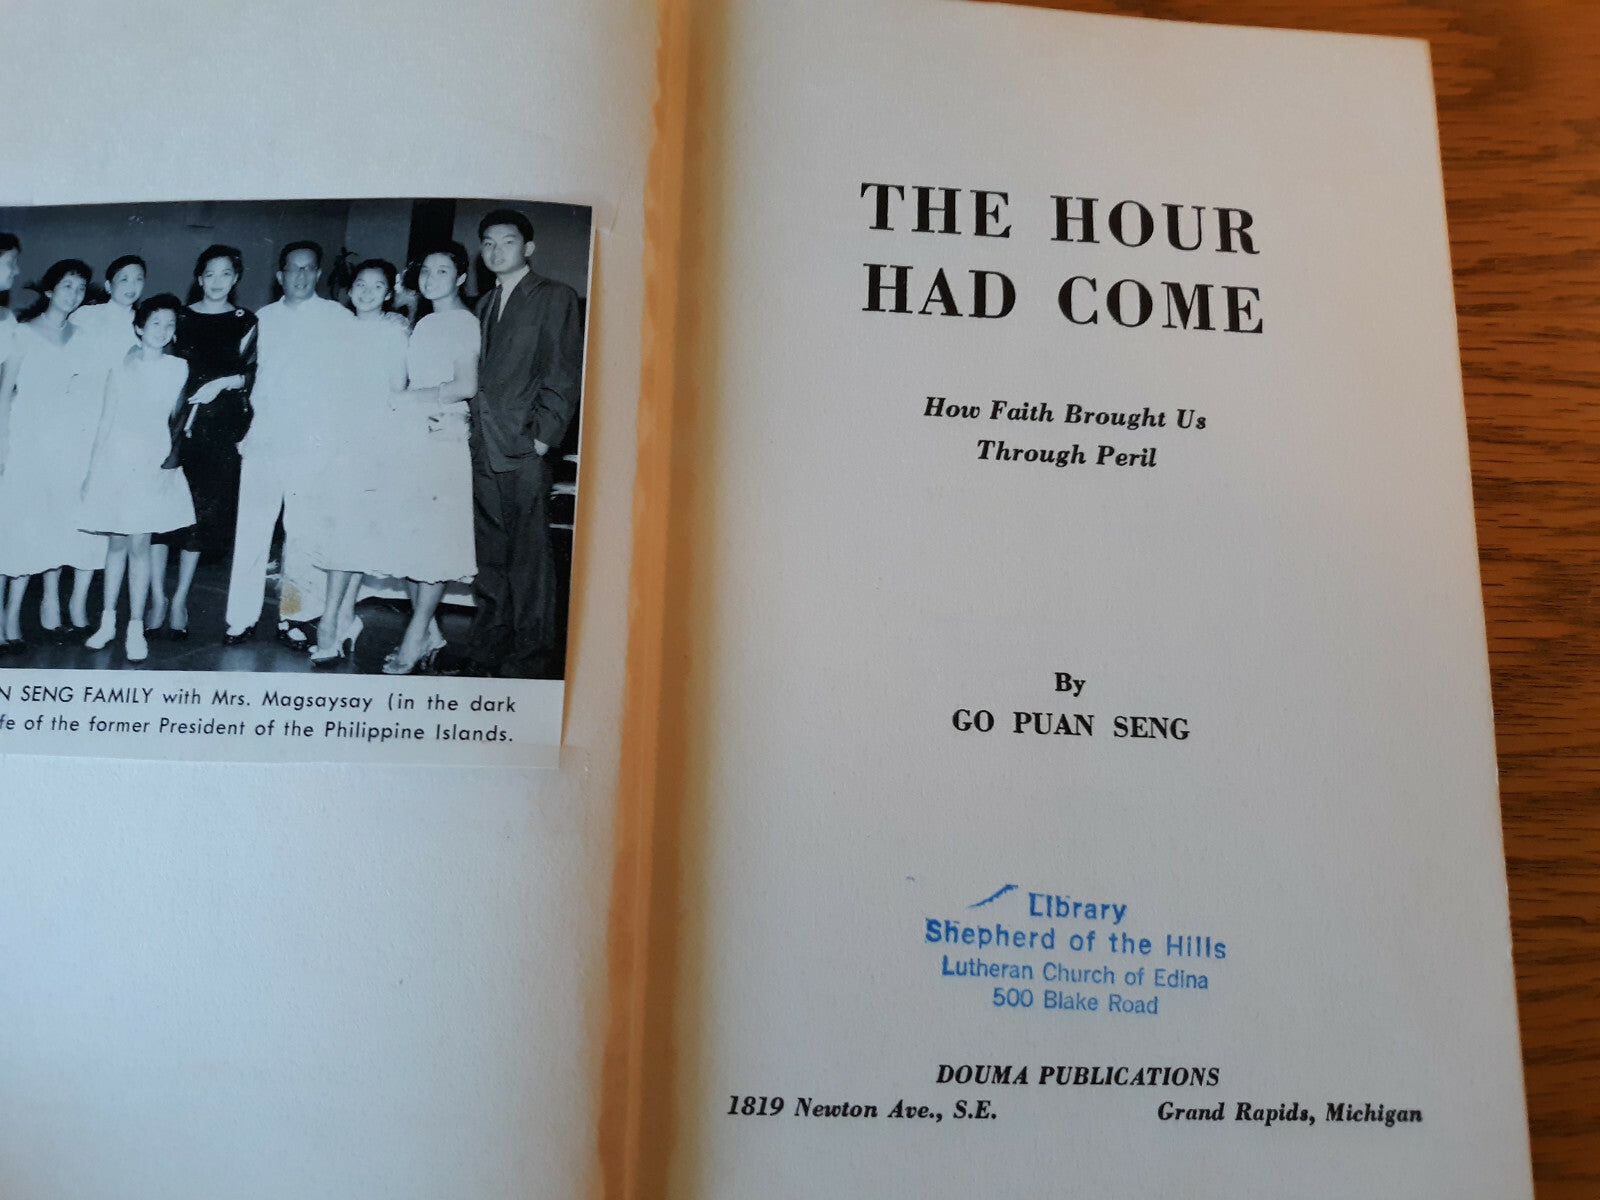 SENG FAMILY with Mrs. Magsaysay (in the dark
of the former President of the Philippine Islands.
THE HOUR
HAD COME
How Faith Brought Us
Through Peril
By
GO PUAN SENG
Library
Shepherd of the Hills
Lutheran Church of Edina
500 Blake Road
DOUMA PUBLICATIONS
1819 Newton Ave., S.E. Grand Rapids, Michigan